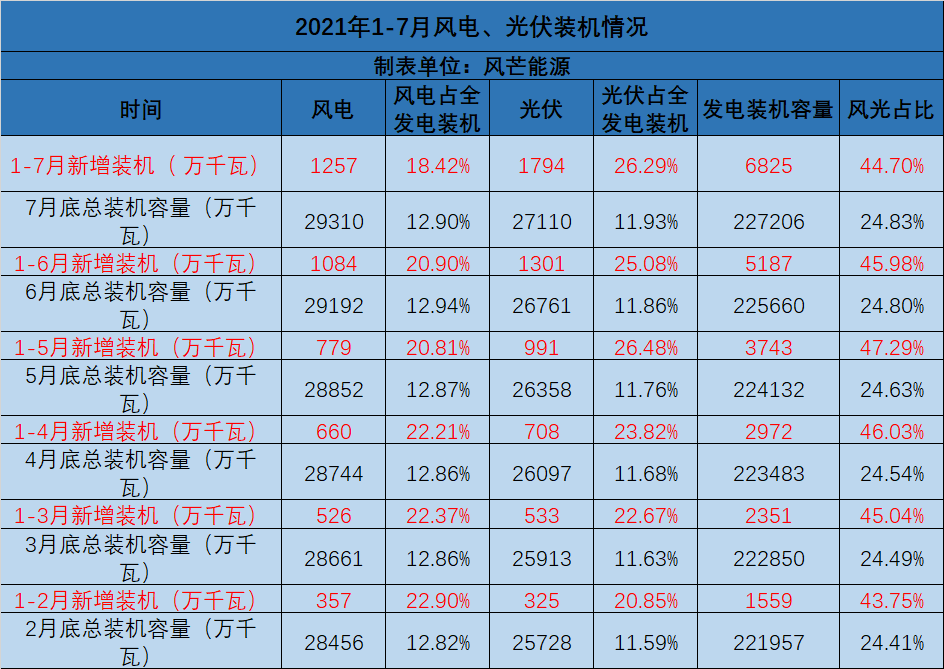 2021年1-7月风电、光伏装机情况
制表单位：风芒能源
时间 风电 风电占全发电装机 光伏 光伏占全发电装机 发电装机容量 风光占比
1-7月新增装机（ 万千瓦） 1257 18.42% 1794 26.29% 6825 44.70%
7月底总装机容量（万千瓦） 29310 12.90% 27110 11.93% 227206 24.83%
1-6月新增装机（万千瓦） 1084 20.90% 1301 25.08% 5187 45.98%
6月底总装机容量（万千瓦） 29192 12.94% 26761 11.86% 225660 24.80%
1-5月新增装机（万千瓦） 779 20.81% 991 26.48% 3743 47.29%
5月底总装机容量（万千瓦） 28852 12.87% 26358 11.76% 224132 24.63%
1-4月新增装机（万千瓦） 660 22.21% 708 23.82% 2972 46.03%
4月底总装机容量（万千瓦） 28744 12.86% 26097 11.68% 223483 24.54%
1-3月新增装机（万千瓦） 526 22.37% 533 22.67% 2351 45.04%
3月底总装机容量（万千瓦） 28661 12.86% 25913 11.63% 222850 24.49%
1-2月新增装机（万千瓦） 357 22.90% 325 20.85% 1559 43.75%
2月底总装机容量（万千瓦） 28456 12.82% 25728 11.59% 221957 24.41%